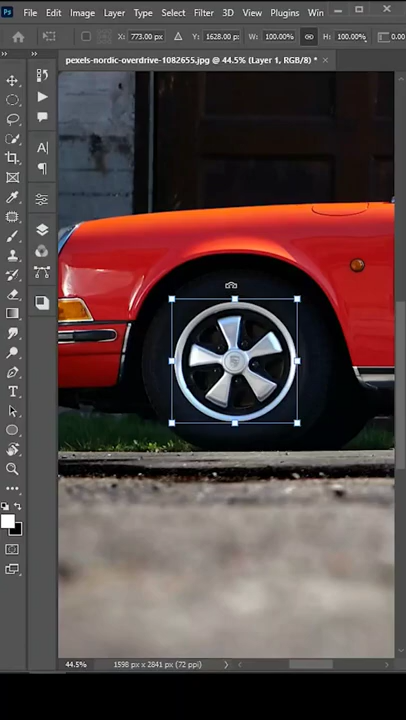 Ps File Edit Image Layer Type Select Filter 3D View Plugins Win
X: 773.00 px Y: 1628.00 px W: 100.00% H: 100.00% 0.00
pexels-nordic-overdrive-1082655.jpg @ 44.5% (Layer 1, RGB/8) * ×
44.5% 1598 px x 2841 px (72 ppi)